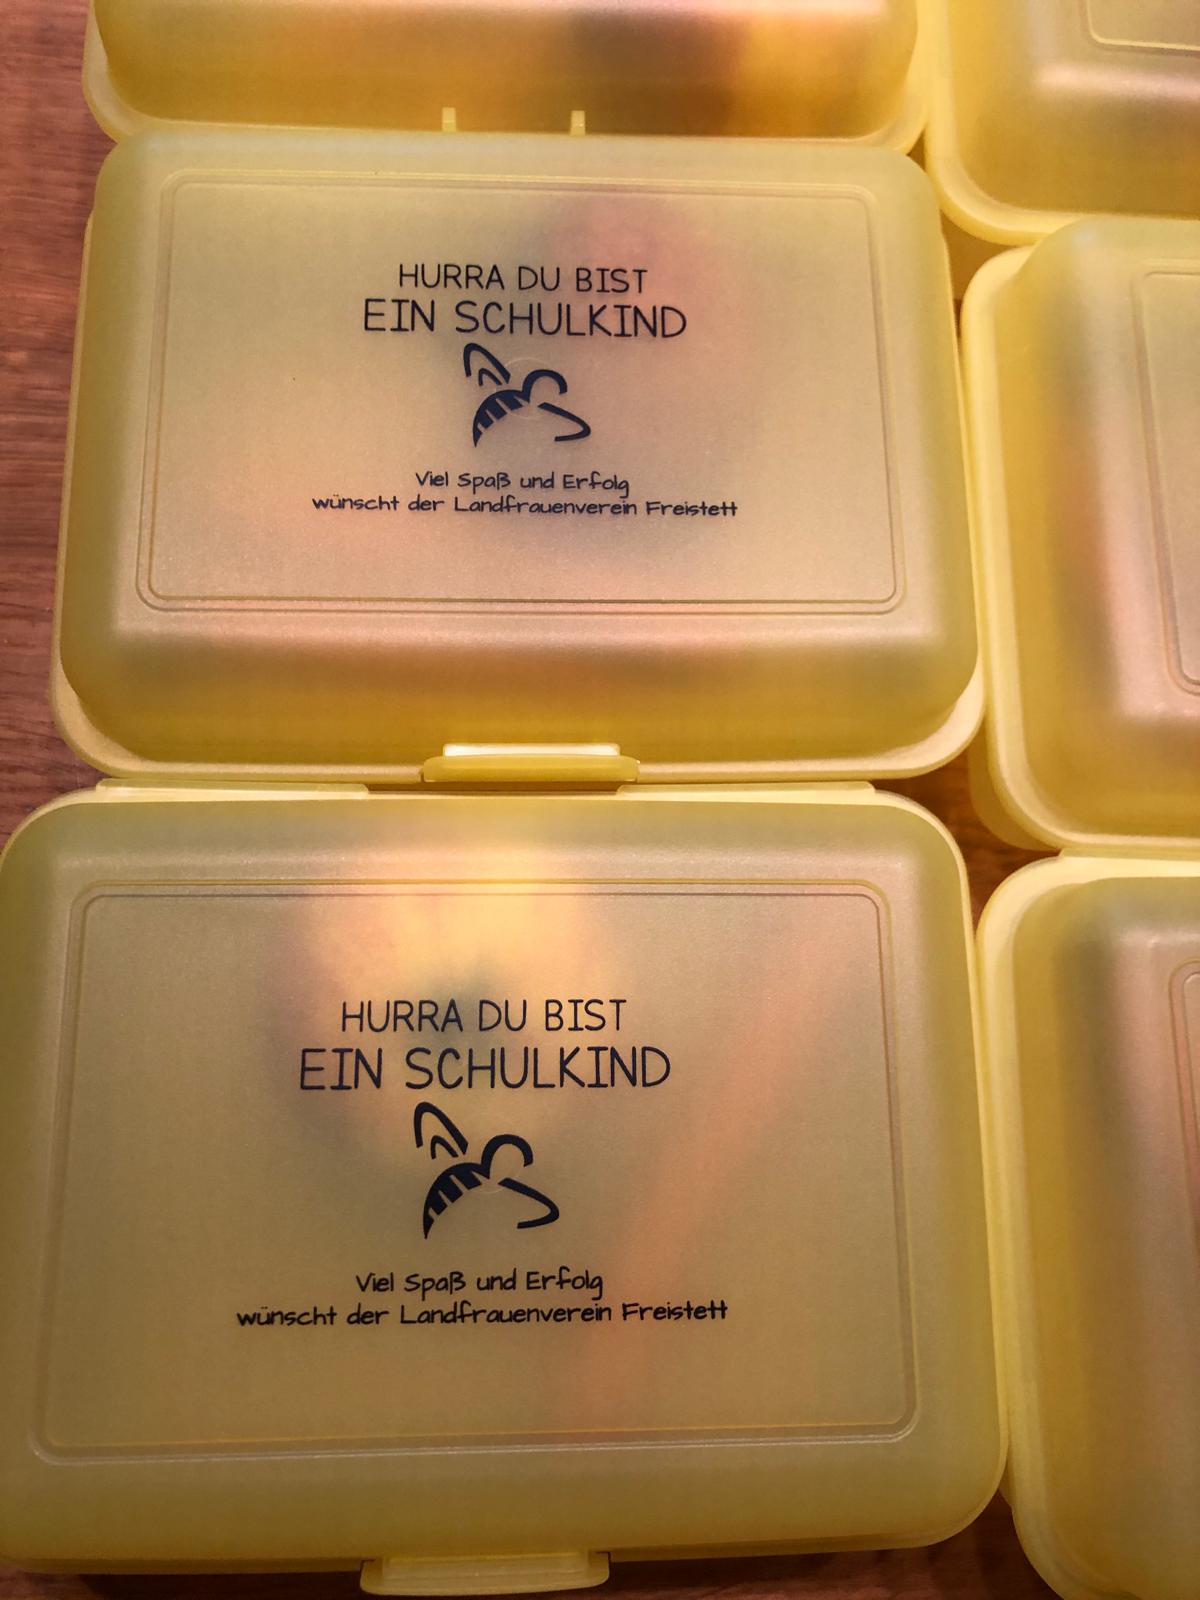 HURRA DU BIST
EIN SCHULKIND
Viel Spaß und Erfolg
wünscht der Landfrauenverein Freistett
HURRA DU BIST
EIN SCHULKIND
Viel Spaß und Erfolg
wünscht der Landfrauenverein Freistett